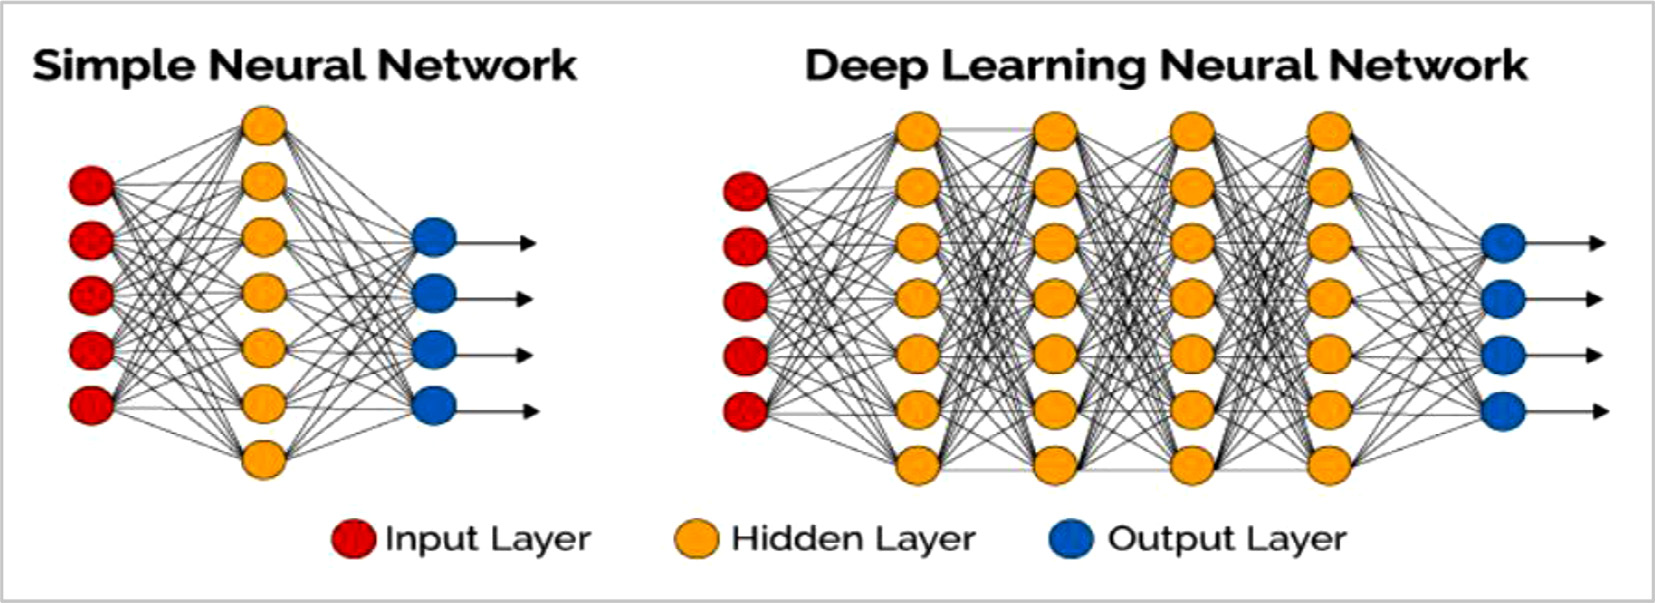 Simple Neural Network
Deep Learning Neural Network
Input Layer
Hidden Layer
Output Layer